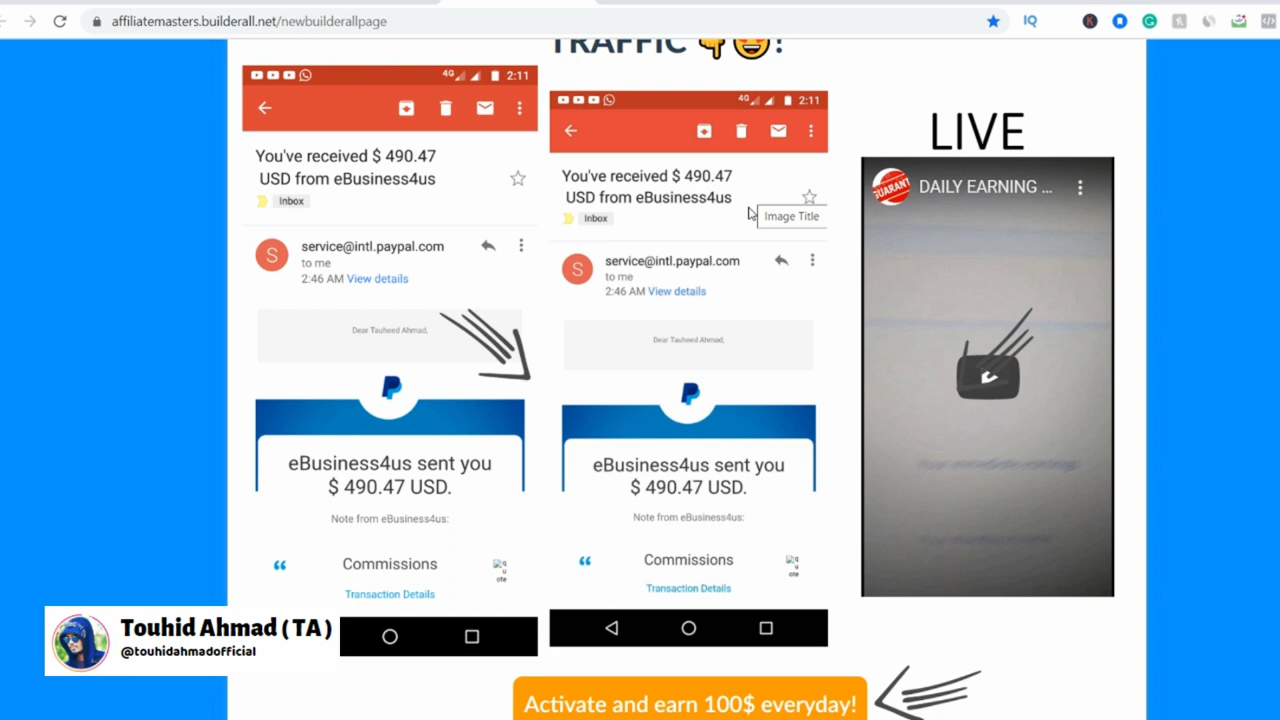 affiliatemasters.builderall.net/newbuilderallpage
IQ
TRAFFIC 👇😍!
4G 2:11
You've received $ 490.47
USD from eBusiness4us
Inbox
S
service@intl.paypal.com
to me
2:46 AM View details
Dear Tauheed Ahmad,
eBusiness4us sent you
$ 490.47 USD.
Note from eBusiness4us:
“ Commissions quote
Transaction Details
4G 2:11
You've received $ 490.47
USD from eBusiness4us
Image Title
Inbox
S
service@intl.paypal.com
to me
2:46 AM View details
Dear Tauheed Ahmad,
eBusiness4us sent you
$ 490.47 USD.
Note from eBusiness4us:
“ Commissions quote
Transaction Details
LIVE
DAILY EARNING ...
Touhid Ahmad ( TA )
@touhidahmadofficial
Activate and earn 100$ everyday!